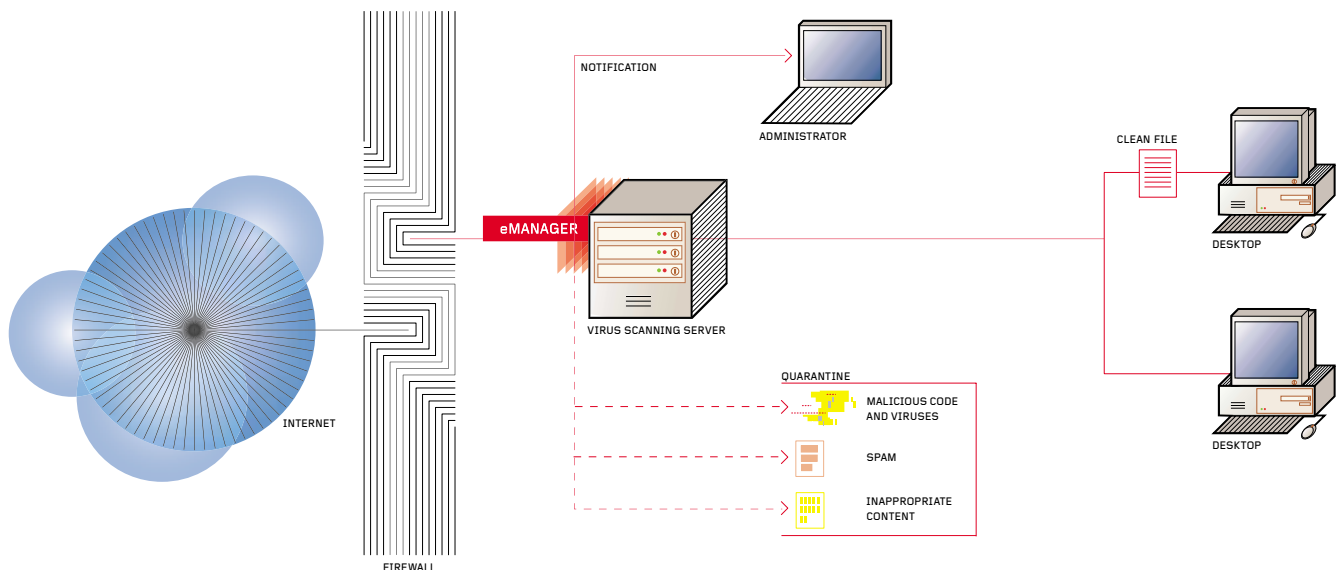 NOTIFICATION
ADMINISTRATOR
CLEAN FILE
eMANAGER
DESKTOP
VIRUS SCANNING SERVER
QUARANTINE
MALICIOUS CODE
AND VIRUSES
INTERNET
DESKTOP
SPAM
INAPPROPRIATE
CONTENT
FIREWALL